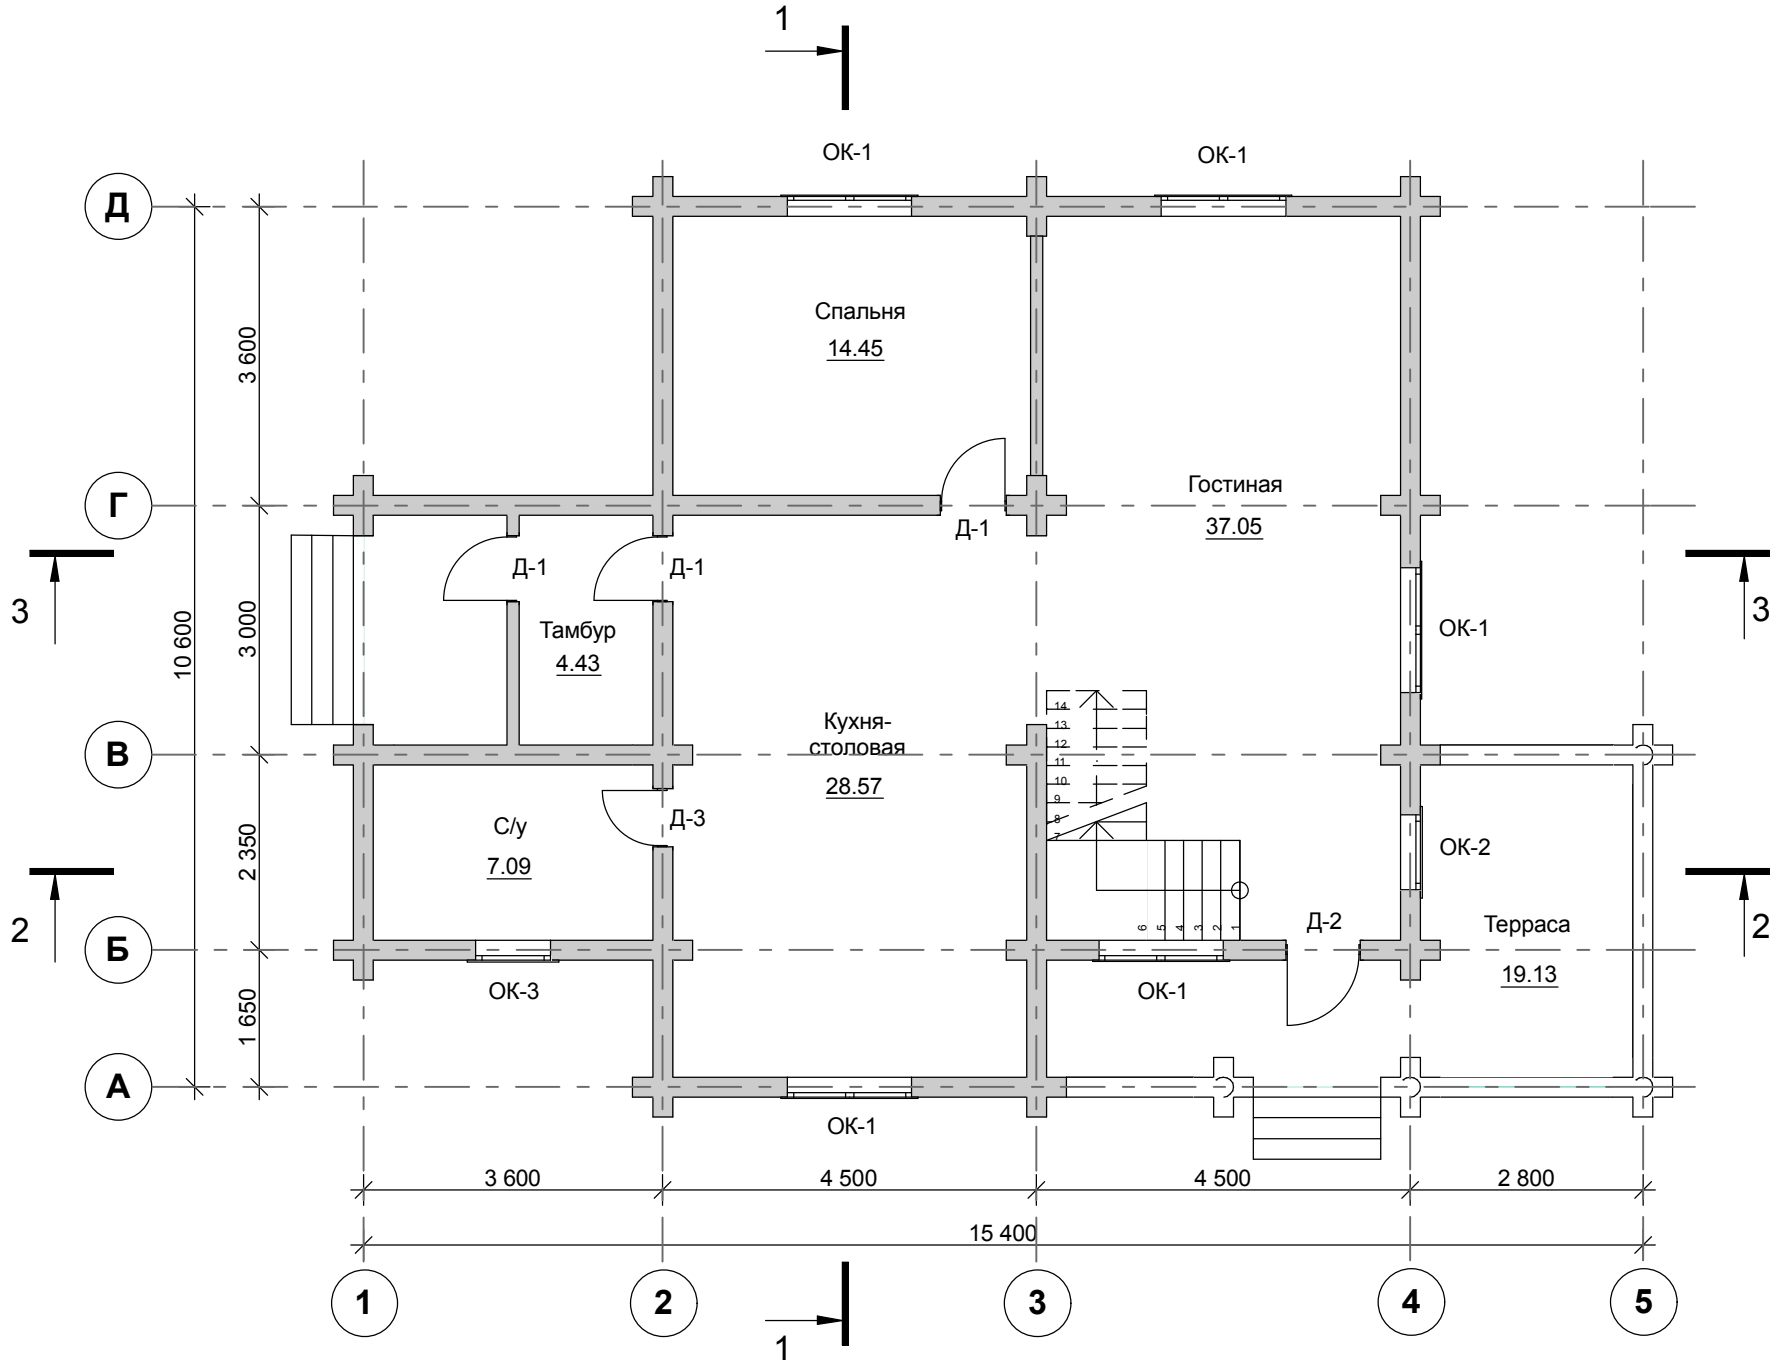 1
ОК-1
ОК-1
Д
Спальня
14.45
3 600
Г
Гостиная
37.05
Д-1
Д-1
Д-1
3
3
10 600
3 000
Тамбур
4.43
ОК-1
14
13
12
11
10
9
8
7
Кухня-
столовая
28.57
В
С/у
7.09
Д-3
2 350
ОК-2
2
2
6
5
4
3
2
1
Д-2
Терраса
19.13
Б
ОК-3
ОК-1
1 650
А
ОК-1
3 600
4 500
4 500
2 800
15 400
1
2
3
4
5
1